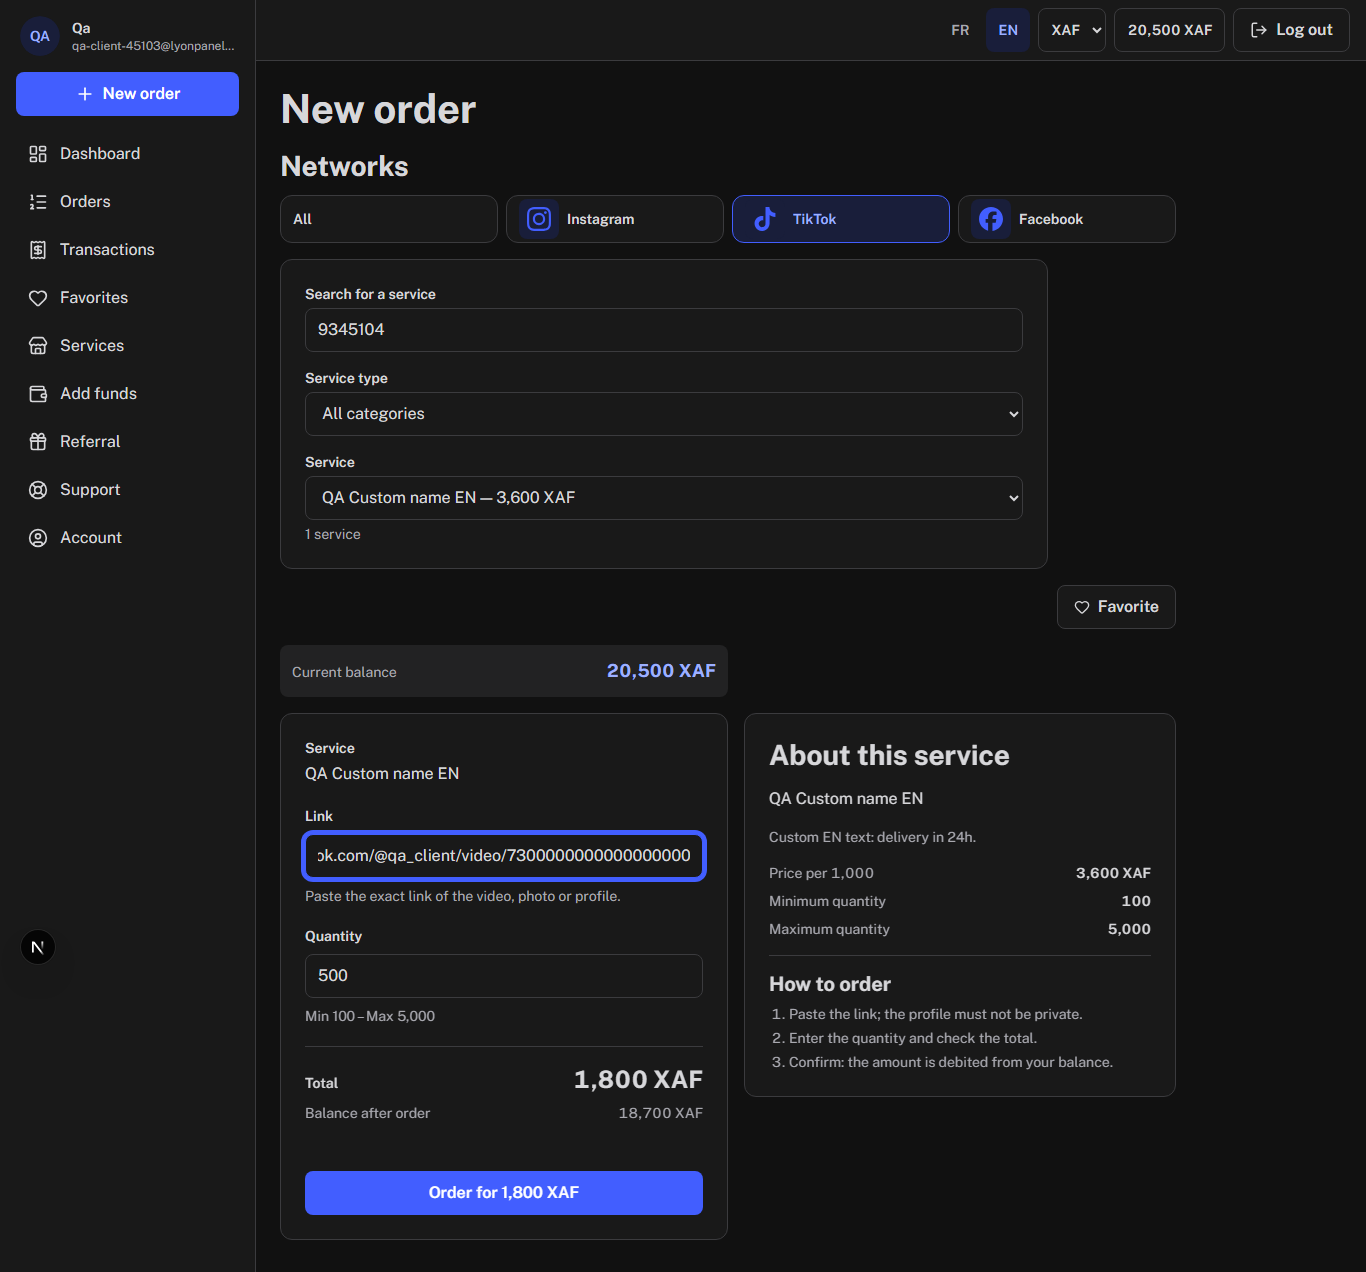 QA
Qa
qa-client-45103@lyonpanel...
New order
Dashboard
Orders
Transactions
Favorites
Services
Add funds
Referral
Support
Account
N
FR
EN
XAF
20,500 XAF
Log out
New order
Networks
All
Instagram
TikTok
Facebook
Search for a service
9345104
Service type
All categories
Service
QA Custom name EN — 3,600 XAF
1 service
Favorite
Current balance
20,500 XAF
Service
QA Custom name EN
Link
ok.com/@qa_client/video/7300000000000000000
Paste the exact link of the video, photo or profile.
Quantity
500
Min 100 – Max 5,000
Total
1,800 XAF
Balance after order
18,700 XAF
Order for 1,800 XAF
About this service
QA Custom name EN
Custom EN text: delivery in 24h.
Price per 1,000
3,600 XAF
Minimum quantity
100
Maximum quantity
5,000
How to order
1. Paste the link; the profile must not be private.
2. Enter the quantity and check the total.
3. Confirm: the amount is debited from your balance.